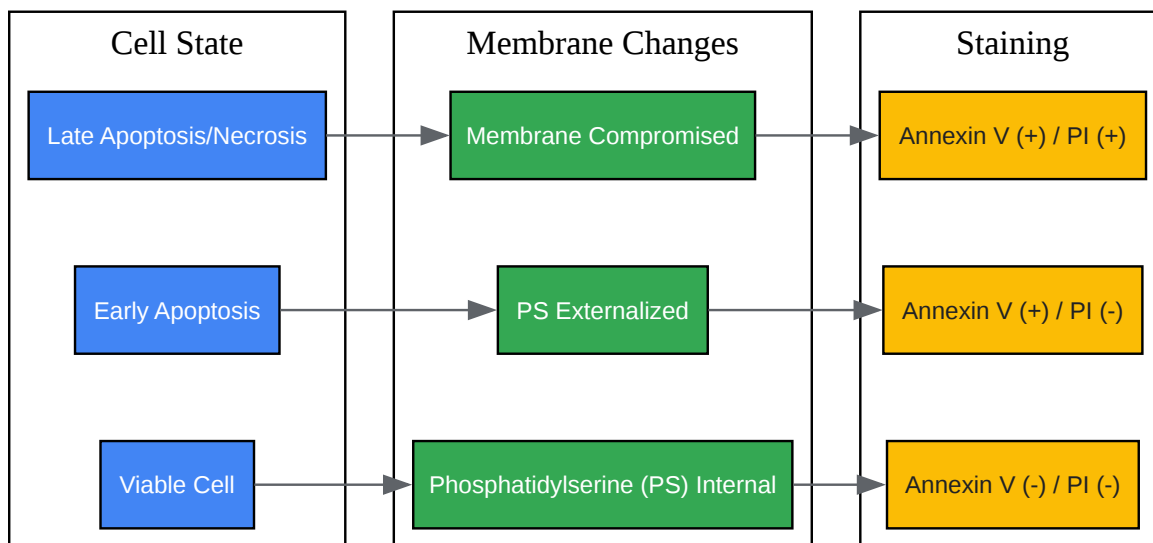 Cell State
Membrane Changes
Staining
Late Apoptosis/Necrosis
Membrane Compromised
Annexin V (+) / PI (+)
Early Apoptosis
PS Externalized
Annexin V (+) / PI (-)
Viable Cell
Phosphatidylserine (PS) Internal
Annexin V (-) / PI (-)